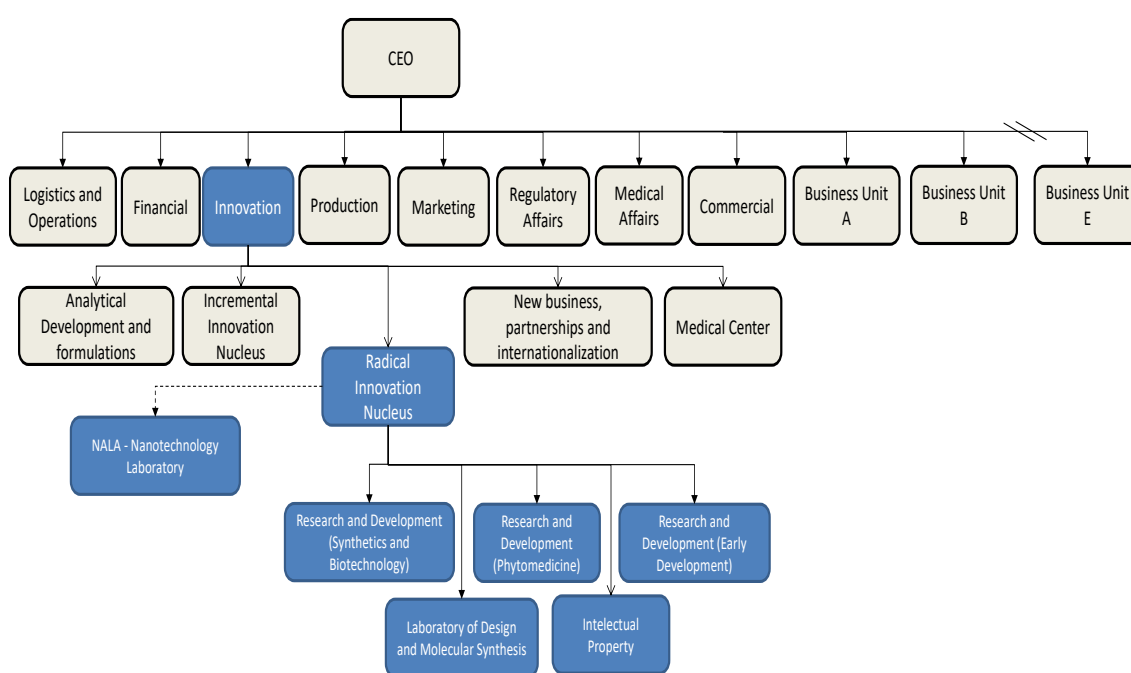 CEO
Logistics and
Operations
Financial
Innovation
Production
Marketing
Regulatory
Affairs
Medical
Affairs
Commercial
Business Unit
A
Business Unit
B
Business Unit
E
Analytical
Development and
formulations
Incremental
Innovation
Nucleus
New business,
partnerships and
internationalization
Medical Center
Radical
Innovation
Nucleus
NALA - Nanotechnology
Laboratory
Research and Development
(Synthetics and
Biotechnology)
Research and
Development
(Phytomedicine)
Research and
Development (Early
Development)
Laboratory of Design
and Molecular Synthesis
Intelectual
Property